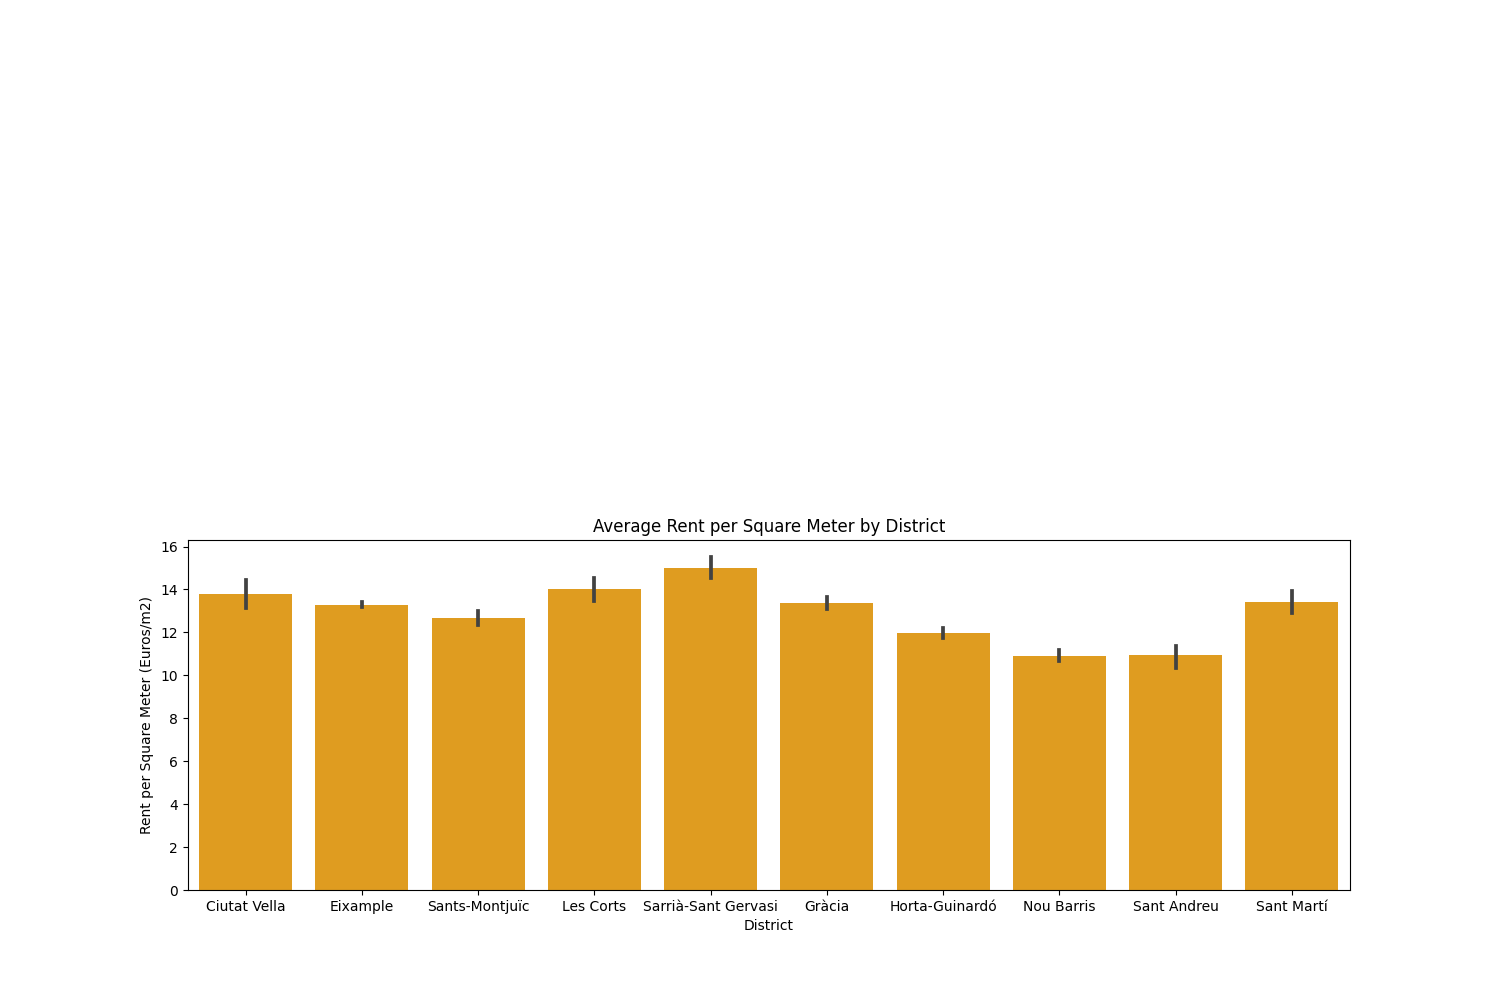 Average Rent per Square Meter by District
Rent per Square Meter (Euros/m2)
16
14
12
10
8
6
4
2
0
Ciutat Vella Eixample Sants-Montjuïc Les Corts Sarrià-Sant Gervasi Gràcia Horta-Guinardó Nou Barris Sant Andreu Sant Martí
District